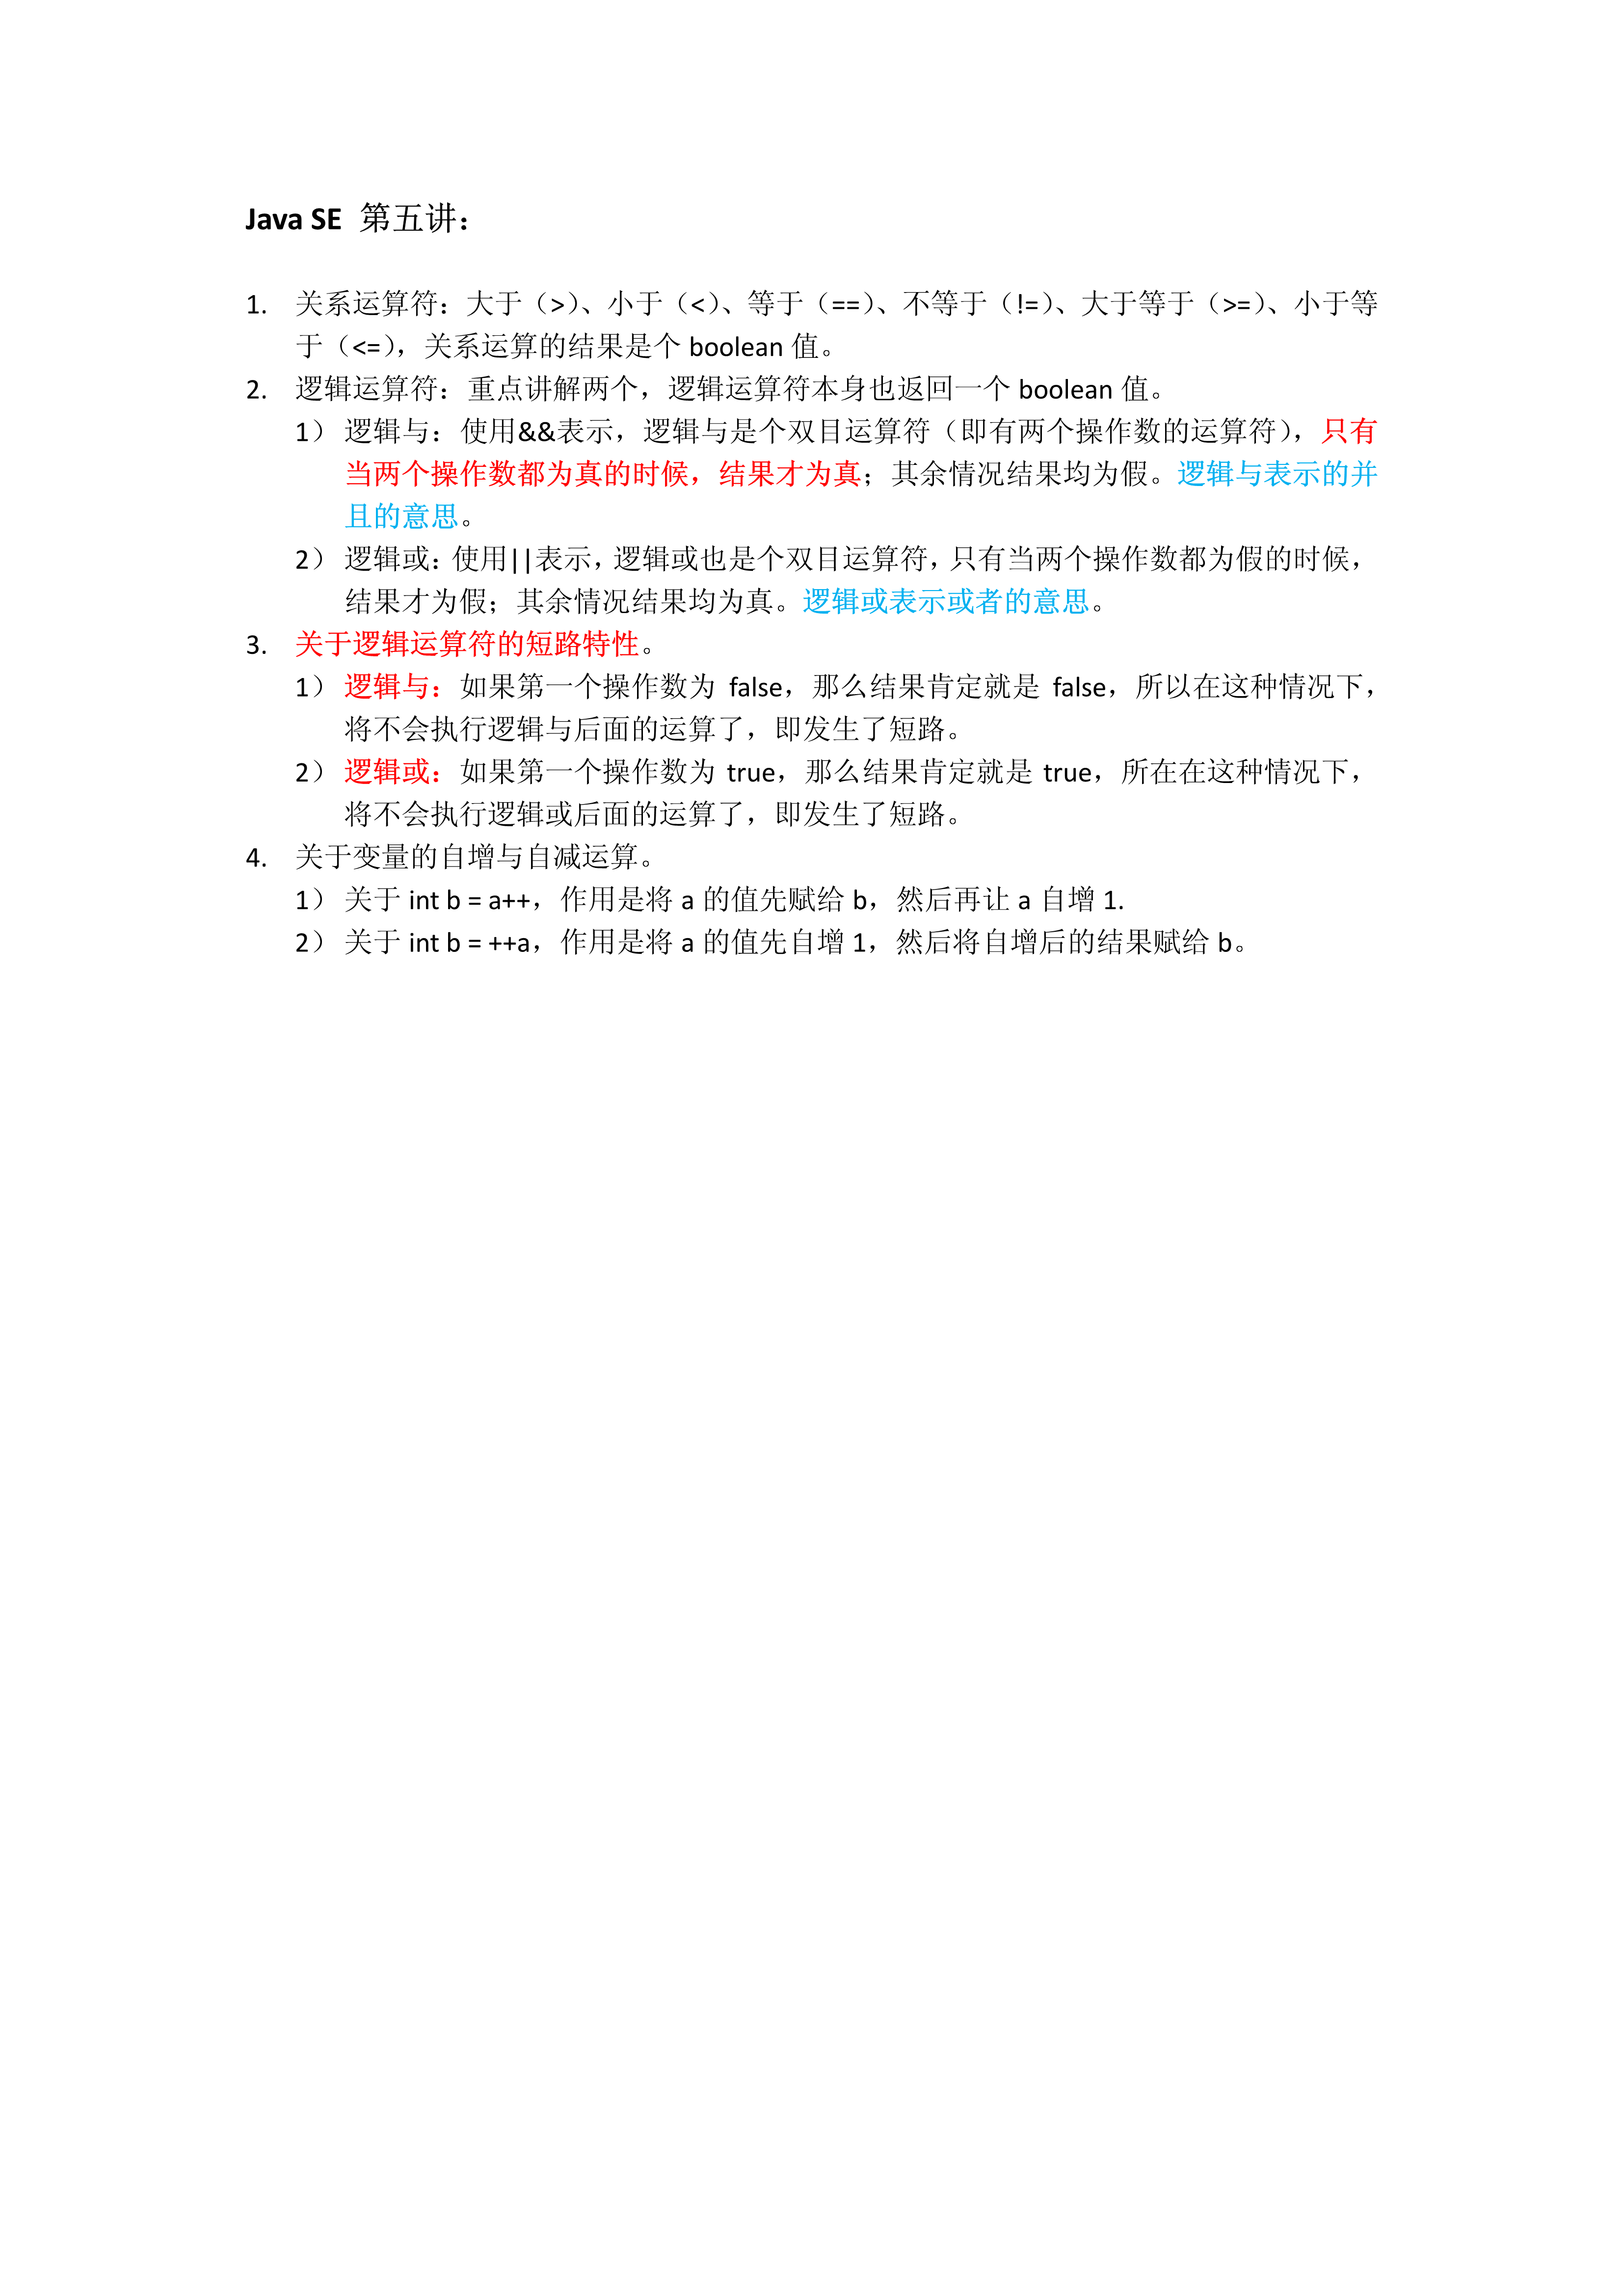 Java SE 第五讲：
1. 关系运算符：大于（>）、小于（<）、等于（==）、不等于（!=）、大于等于（>=）、小于等
于（<=），关系运算的结果是个 boolean 值。
2. 逻辑运算符：重点讲解两个，逻辑运算符本身也返回一个 boolean 值。
1） 逻辑与：使用&&表示，逻辑与是个双目运算符（即有两个操作数的运算符），只有
当两个操作数都为真的时候，结果才为真；其余情况结果均为假。逻辑与表示的并
且的意思。
2） 逻辑或：使用||表示，逻辑或也是个双目运算符，只有当两个操作数都为假的时候，
结果才为假；其余情况结果均为真。逻辑或表示或者的意思。
3. 关于逻辑运算符的短路特性。
1） 逻辑与：如果第一个操作数为 false，那么结果肯定就是 false，所以在这种情况下，
将不会执行逻辑与后面的运算了，即发生了短路。
2） 逻辑或：如果第一个操作数为 true，那么结果肯定就是 true，所在在这种情况下，
将不会执行逻辑或后面的运算了，即发生了短路。
4. 关于变量的自增与自减运算。
1） 关于 int b = a++，作用是将 a 的值先赋给 b，然后再让 a 自增 1.
2） 关于 int b = ++a，作用是将 a 的值先自增 1，然后将自增后的结果赋给 b。